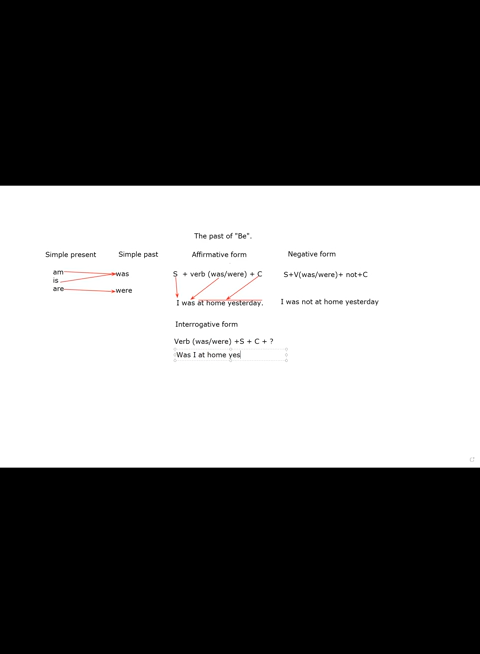 The past of "Be".
Simple present Simple past Affirmative form Negative form
am was S + verb (was/were) + C S+V(was/were)+ not+C
is
are were
I was at home yesterday. I was not at home yesterday
Interrogative form
Verb (was/were) +S + C + ?
Was I at home yes